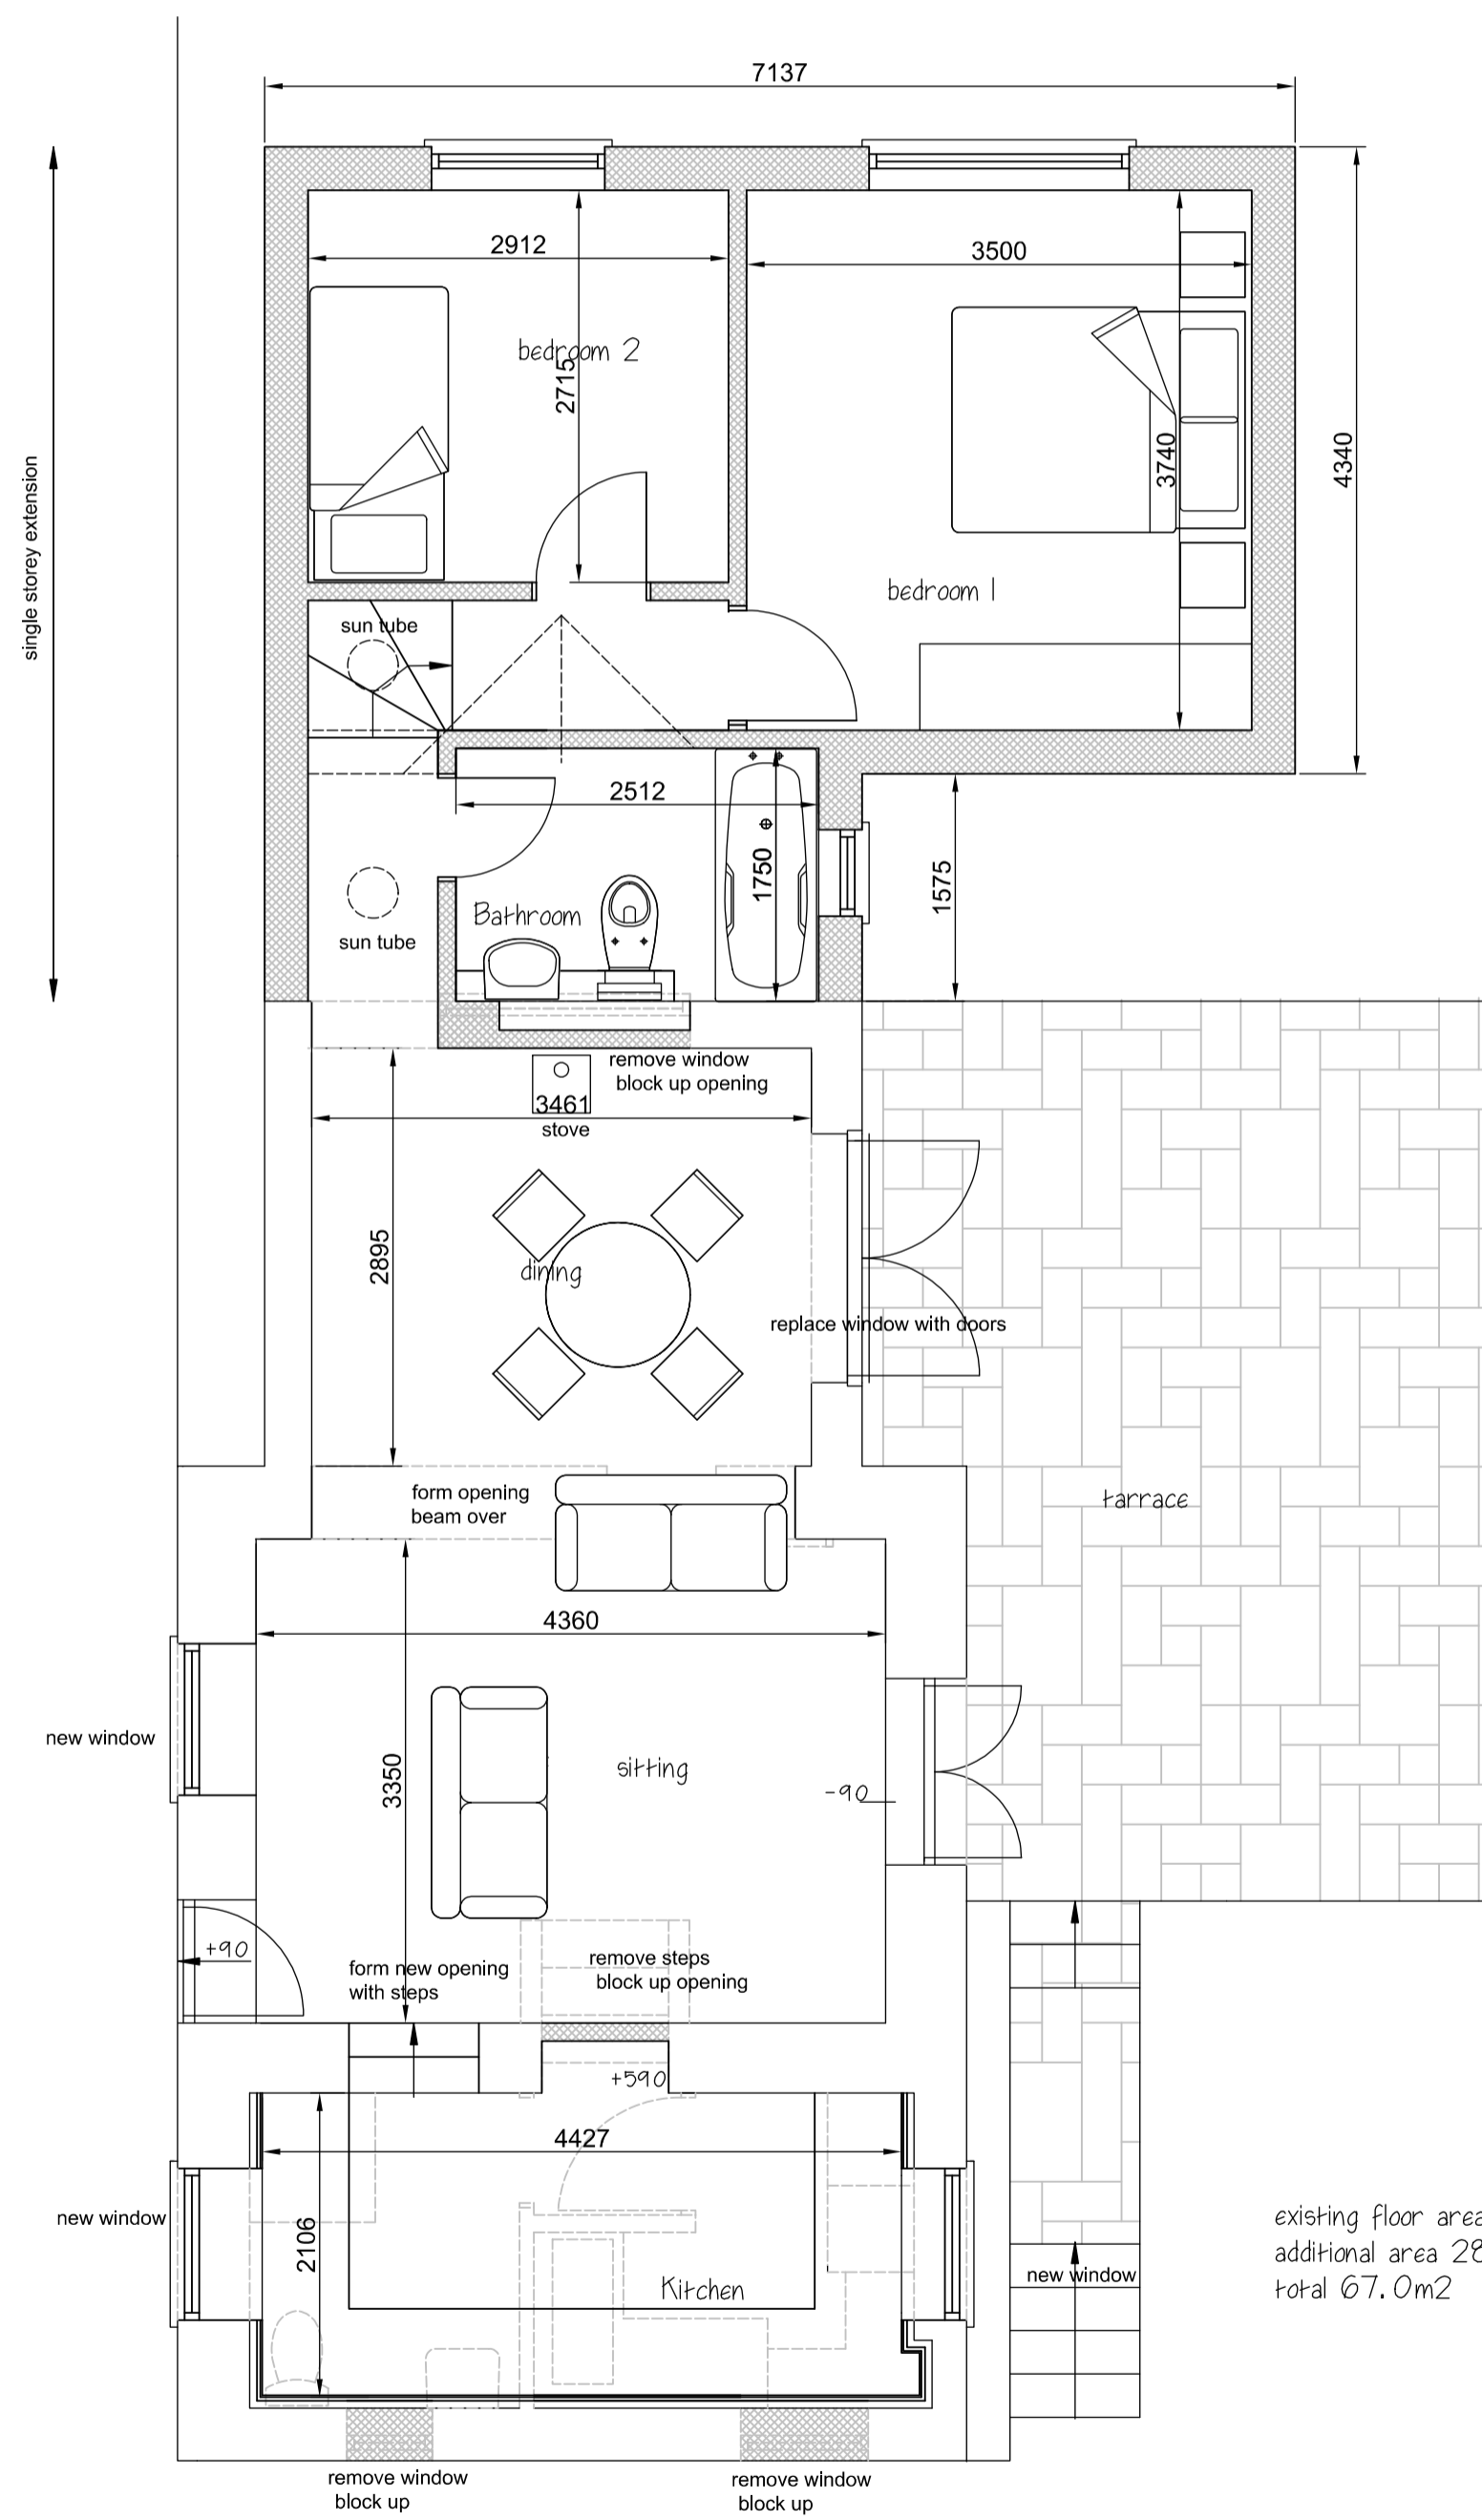 7137
2912
3500
bedroom 2
2715
3740
4340
single storey extension
bedroom 1
sun tube
2512
1750
1575
Bathroom
sun tube
remove window
block up opening
3461
stove
2895
dining
replace window with doors
form opening
beam over
tarrace
4360
new window
3350
sitting
-90
+90
form new opening
with steps
remove steps
block up opening
+590
4427
new window
2106
Kitchen
new window
existing floor area
additional area 28
total 67.0m2
remove window
block up
remove window
block up